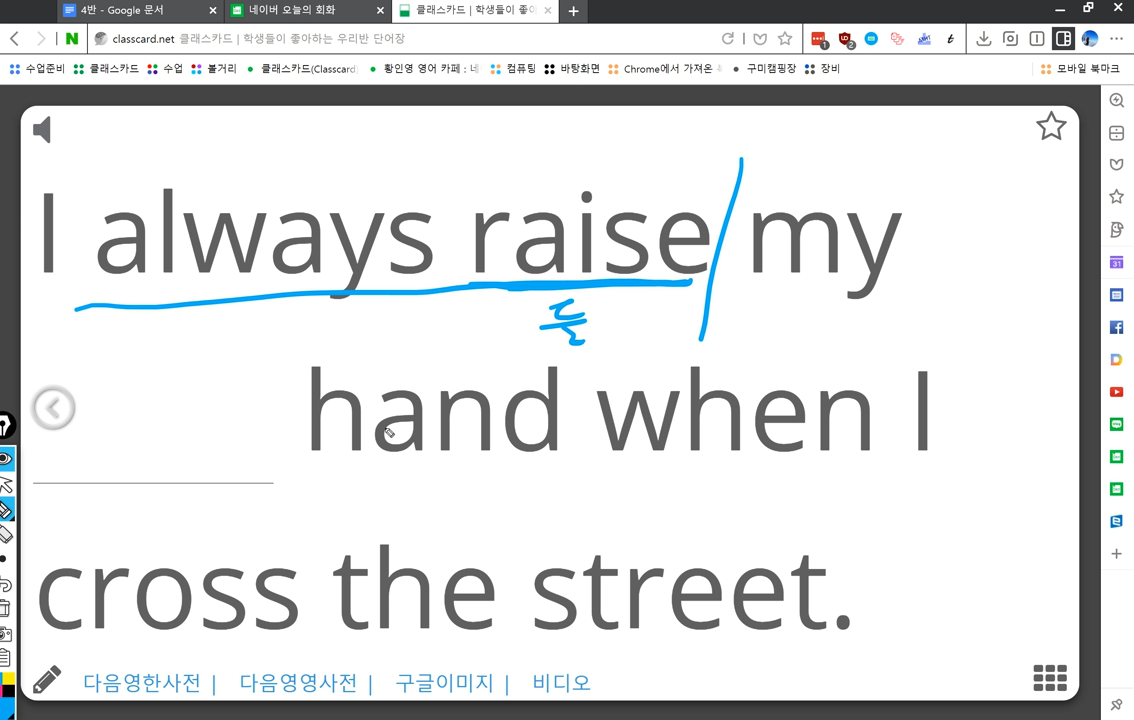 4반 - Google 문서
네이버 오늘의 회화
클래스카드 | 학생들이 좋아
classcard.net 클래스카드 | 학생들이 좋아하는 우리반 단어장
수업준비 클래스카드 수업 볼거리 클래스카드(Classcard 황인영 영어 카페 : 네 컴퓨팅 바탕화면 Chrome에서 가져온 구미캠핑장 장비 모바일 북마크
I always raise my
들
hand when I
cross the street.
다음영한사전 | 다음영영사전 | 구글이미지 | 비디오